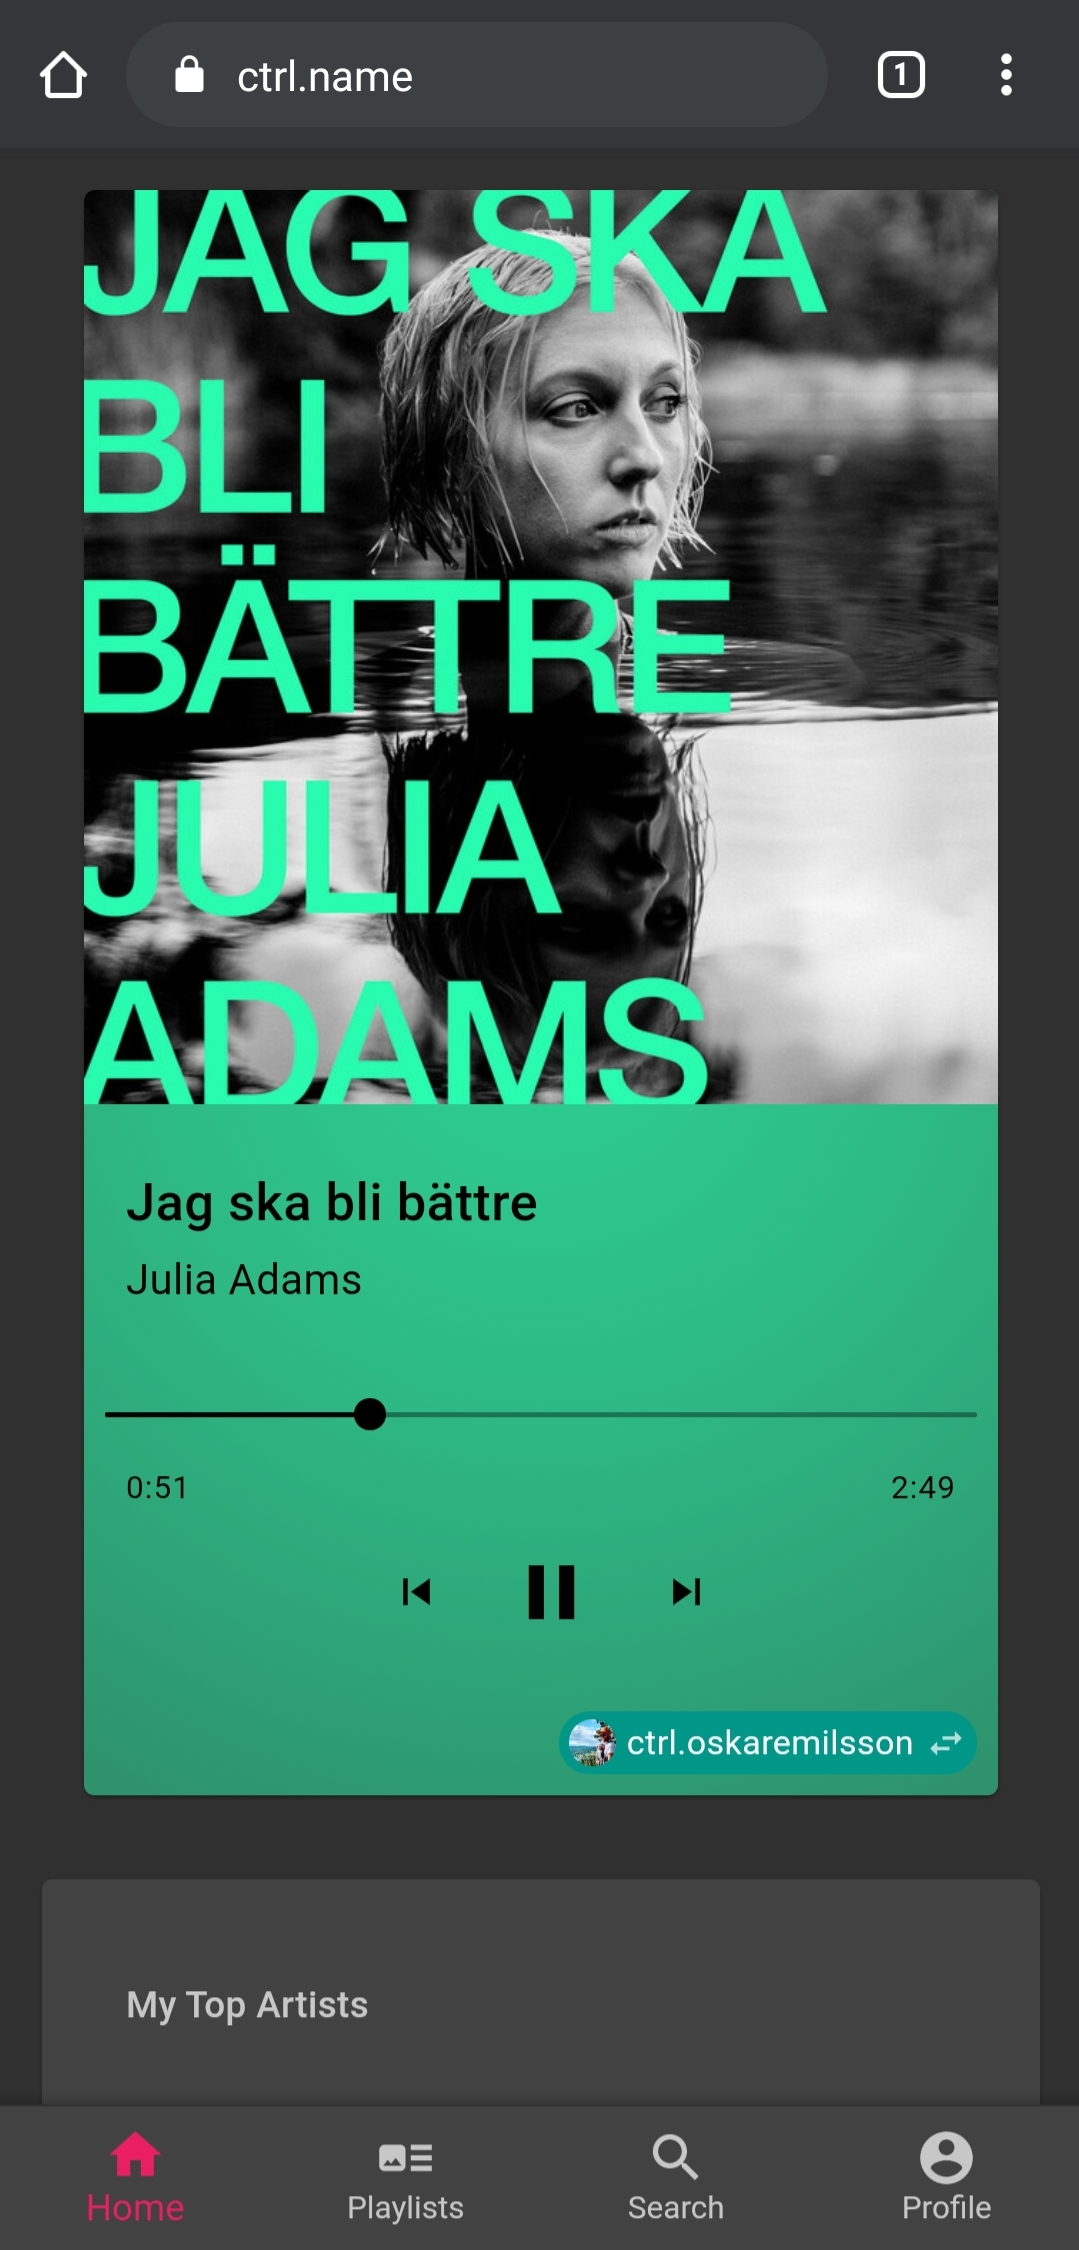 ctrl.name
1
JAG SKA
BLI
BÄTTRE
JULIA
ADAMS
Jag ska bli bättre
Julia Adams
0:51 2:49
ctrl.oskaremilsson
My Top Artists
Home Playlists Search Profile